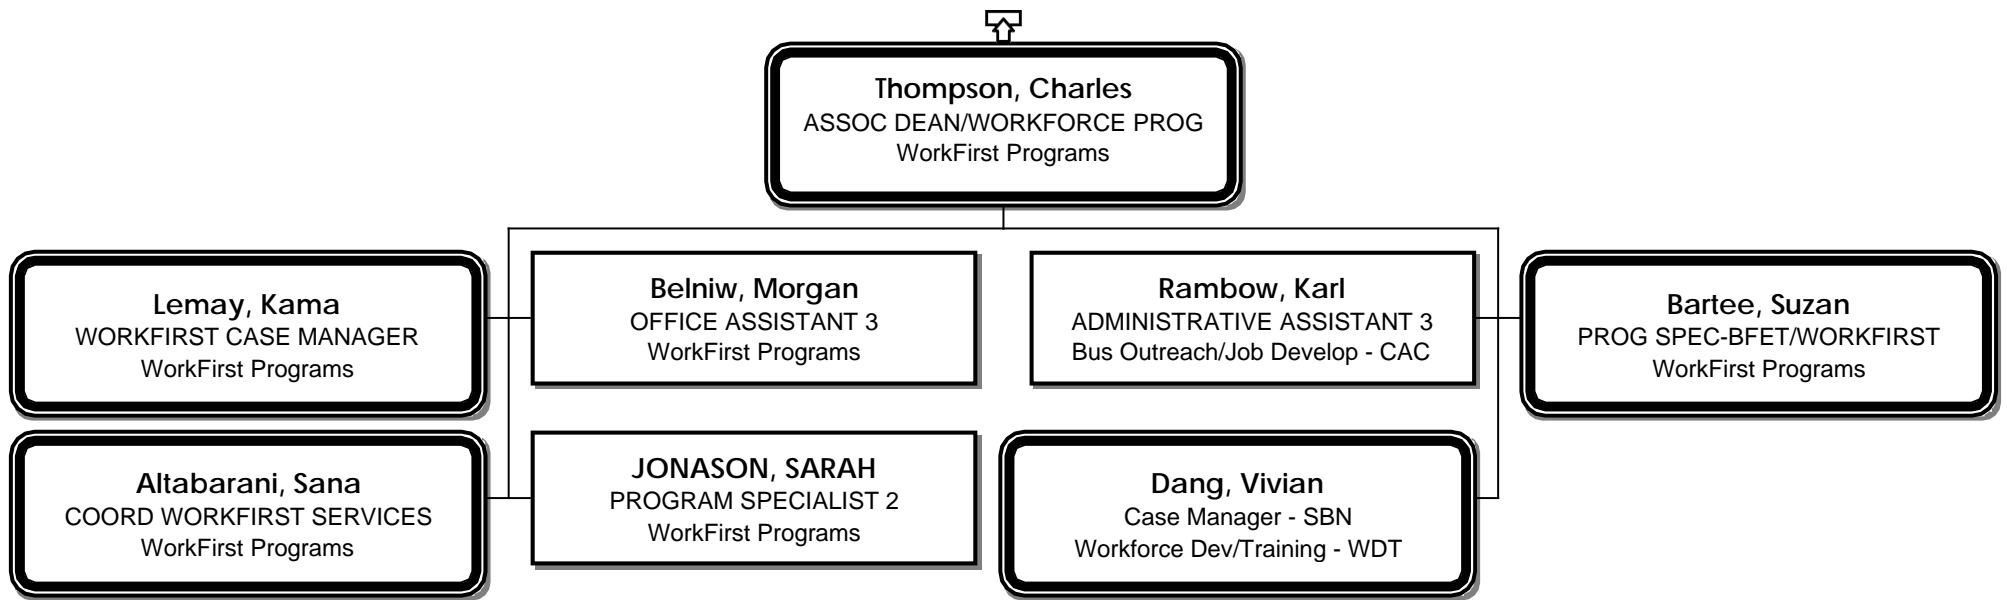 Thompson, Charles
ASSOC DEAN/WORKFORCE PROG
WorkFirst Programs
Lemay, Kama
WORKFIRST CASE MANAGER
WorkFirst Programs
Belniw, Morgan
OFFICE ASSISTANT 3
WorkFirst Programs
Rambow, Karl
ADMINISTRATIVE ASSISTANT 3
Bus Outreach/Job Develop - CAC
Bartee, Suzan
PROG SPEC-BFET/WORKFIRST
WorkFirst Programs
Altabarani, Sana
COORD WORKFIRST SERVICES
WorkFirst Programs
JONASON, SARAH
PROGRAM SPECIALIST 2
WorkFirst Programs
Dang, Vivian
Case Manager - SBN
Workforce Dev/Training - WDT